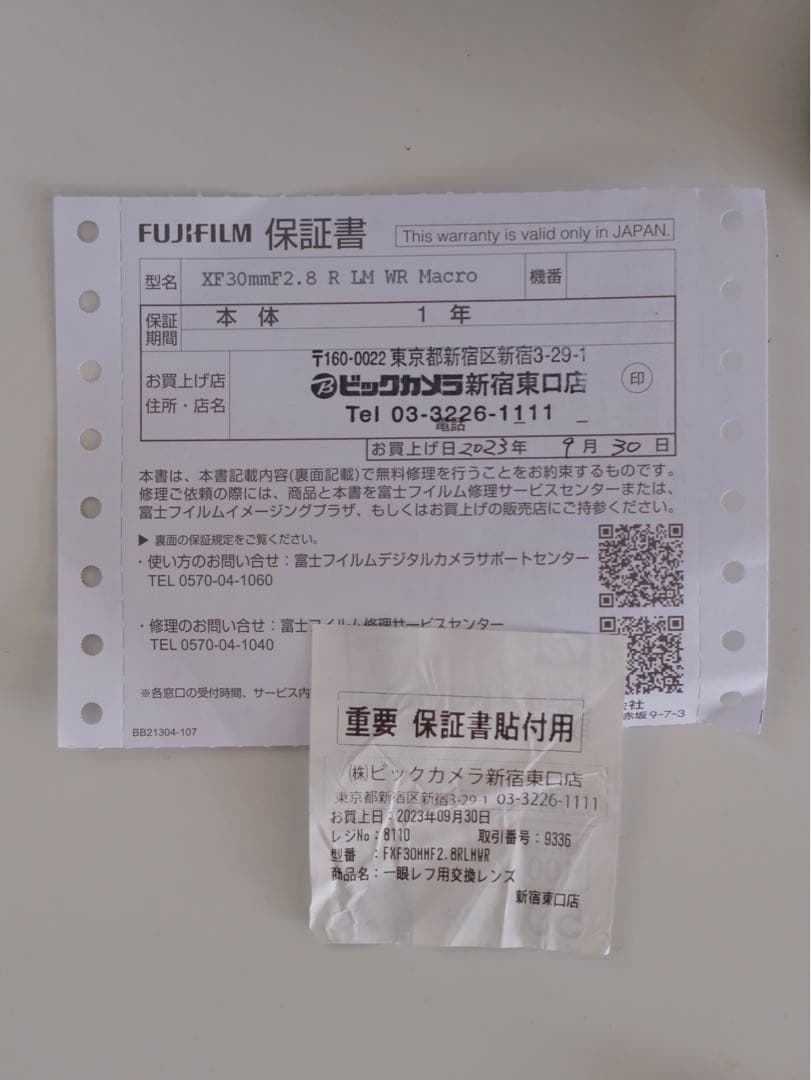 FUJIFILM 保証書 This warranty is valid only in JAPAN.
型名 XF30mmF2.8 R LM WR Macro 機番
保証期間 本体 1年
お買上げ店
住所・店名
〒160-0022 東京都新宿区新宿3-29-1
ビックカメラ新宿東口店 印
Tel 03-3226-1111
電話
お買上げ日2023年 9月 30日
本書は、本書記載内容(裏面記載)で無料修理を行うことをお約束するものです。
修理ご依頼の際には、商品と本書を富士フイルム修理サービスセンターまたは、
富士フイルムイメージングプラザ、もしくはお買上げの販売店にご持参ください。
▶ 裏面の保証規定をご覧ください。
・使い方のお問い合せ：富士フイルムデジタルカメラサポートセンター
TEL 0570-04-1060
・修理のお問い合せ：富士フイルム修理サービスセンター
TEL 0570-04-1040
※各窓口の受付時間、サービス内
会社
赤坂9-7-3
BB21304-107
重要 保証書貼付用
㈱ビックカメラ新宿東口店
東京都新宿区新宿3-29-1 03-3226-1111
お買上日：2023年09月30日
レジNo：8110 取引番号：9336
型番 ：FXF30MMF2.8RLMWR
商品名：一眼レフ用交換レンズ
新宿東口店